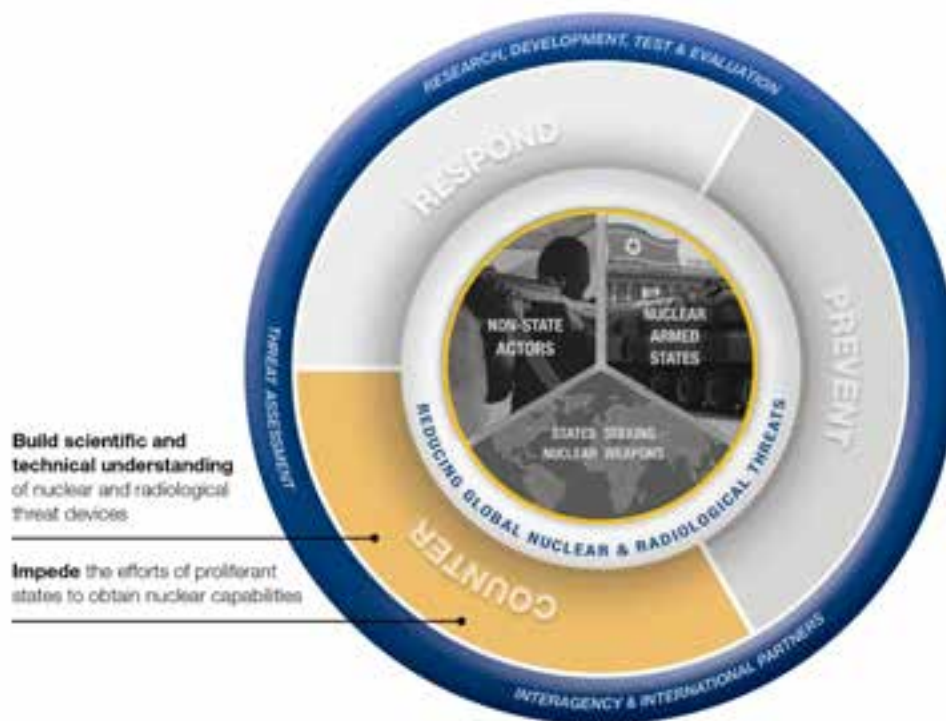 RESEARCH, DEVELOPMENT, TEST & EVALUATION
RESPOND
PREVENT
NON-STATE
ACTORS
NUCLEAR
ARMED
STATES
THREAT ASSESSMENT
STATES SEEKING
NUCLEAR WEAPONS
REDUCING GLOBAL NUCLEAR & RADIOLOGICAL THREATS
Build scientific and
technical understanding
of nuclear and radiological
threat devices
COUNTER
Impede the efforts of proliferant
states to obtain nuclear capabilities
INTERAGENCY & INTERNATIONAL PARTNERS